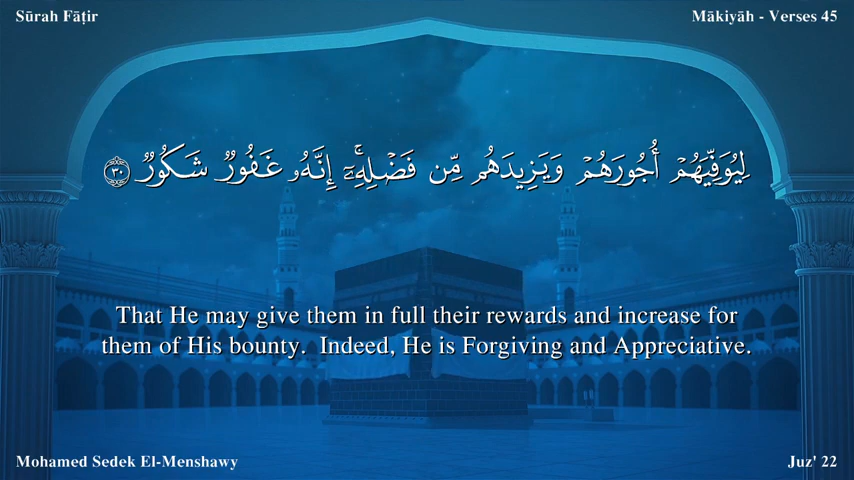 Sūrah Fāṭir
Mākiyāh - Verses 45
لِيُوَفِّيَهُمْ أُجُورَهُمْ وَيَزِيدَهُم مِّن فَضْلِهِۦٓ ۚ إِنَّهُۥ غَفُورٌ شَكُورٌ ٣٠
That He may give them in full their rewards and increase for
them of His bounty. Indeed, He is Forgiving and Appreciative.
Mohamed Sedek El-Menshawy
Juz' 22